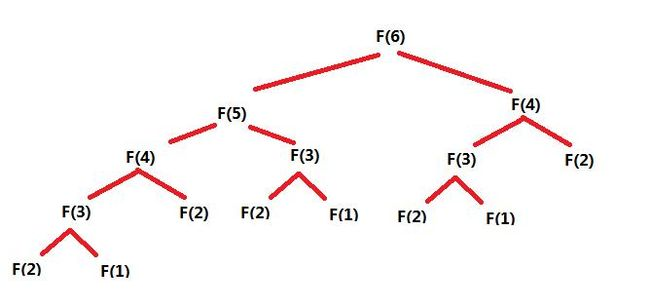 F(6)
F(5) F(4)
F(4) F(3) F(3) F(2)
F(3) F(2) F(2) F(1) F(2) F(1)
F(2) F(1)